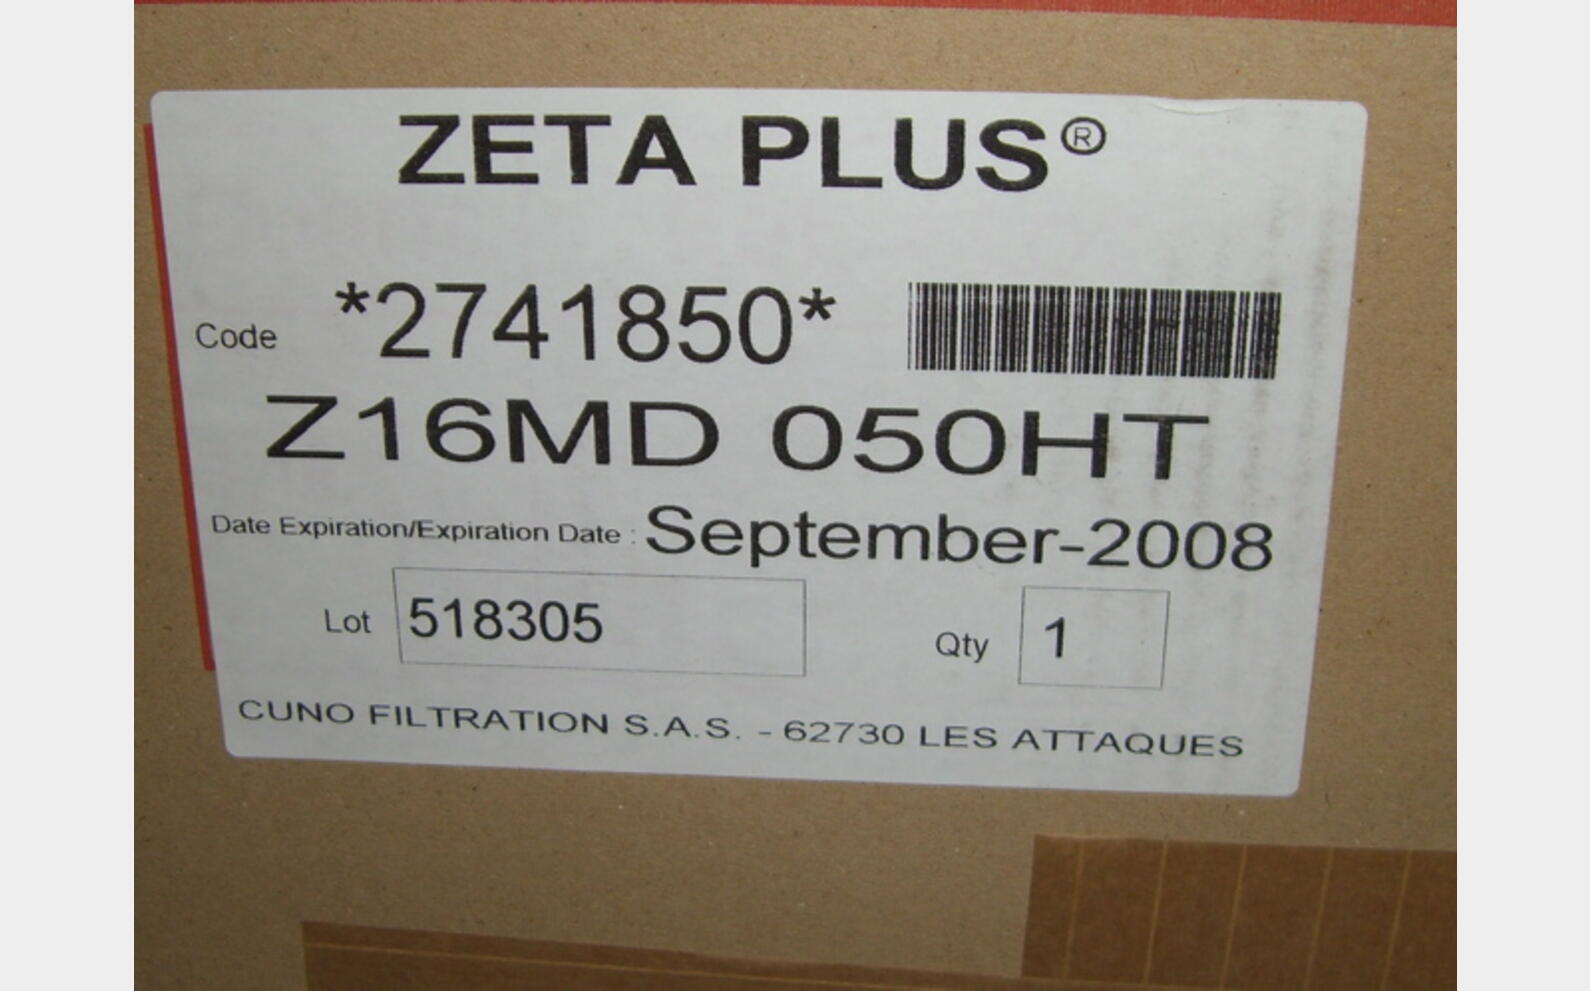 ZETA PLUS®
Code *2741850*
Z16MD 050HT
Date Expiration/Expiration Date : September-2008
Lot 518305 Qty 1
CUNO FILTRATION S.A.S. - 62730 LES ATTAQUES